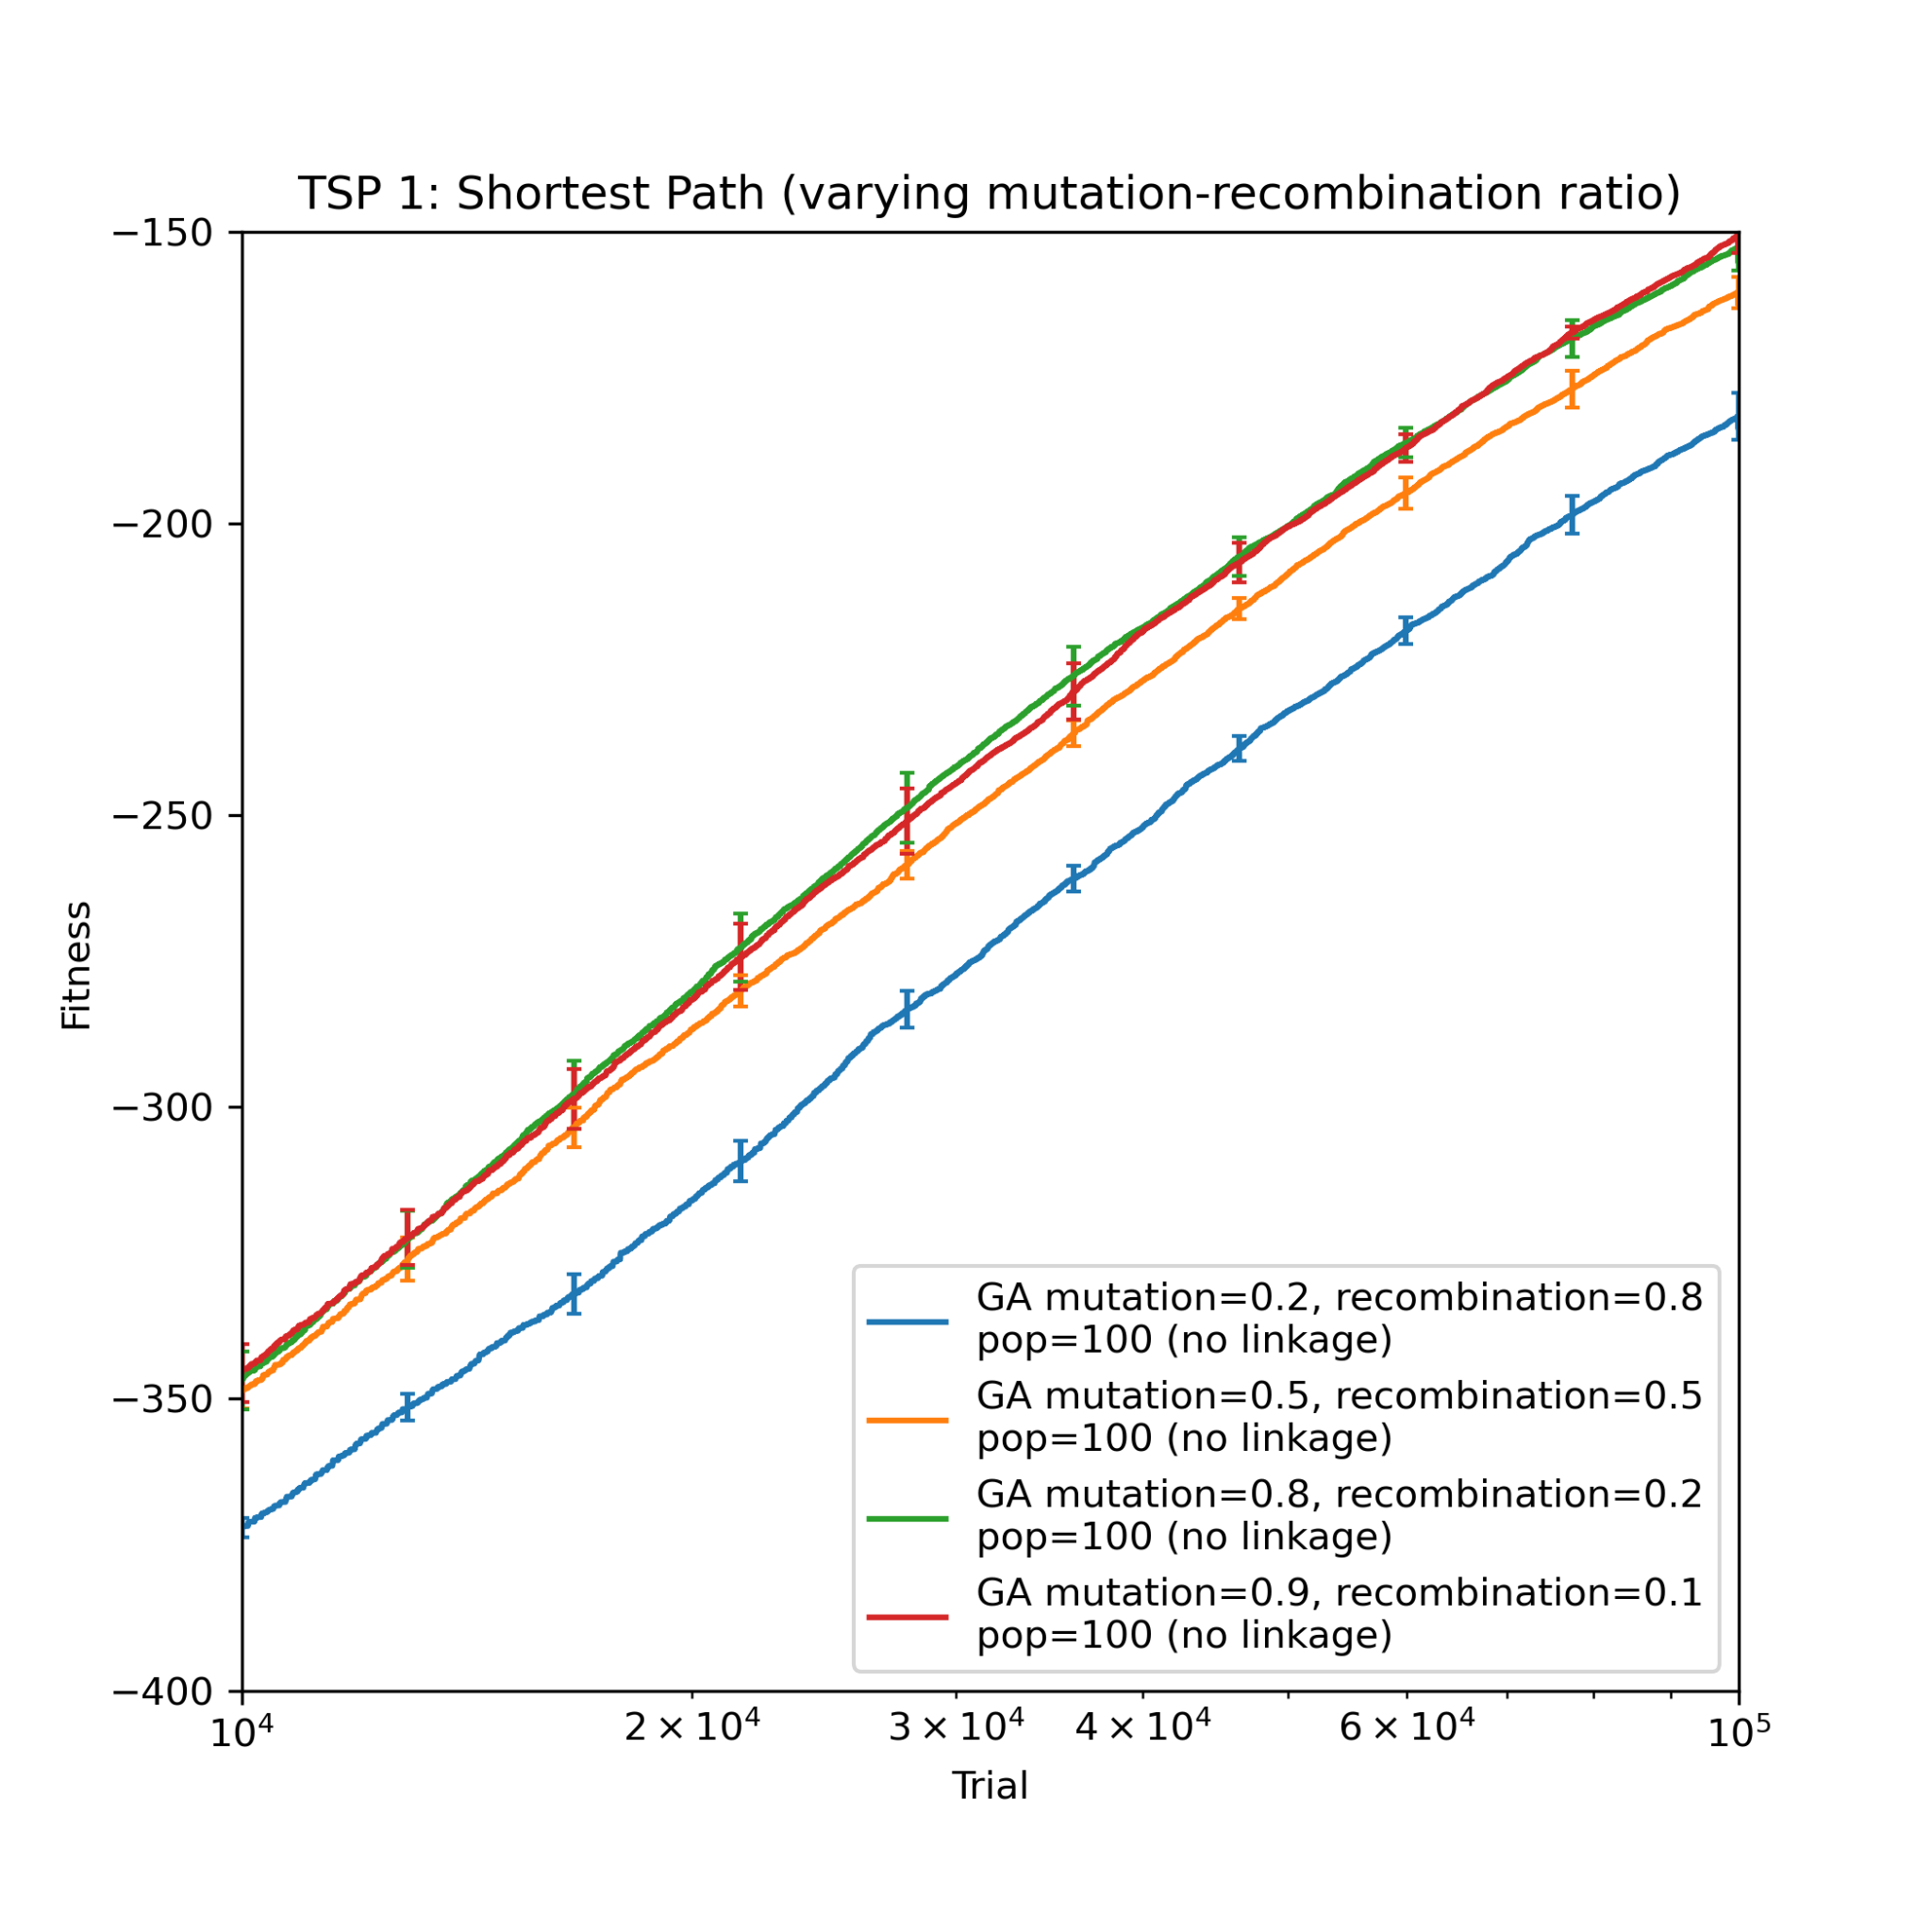 TSP 1: Shortest Path (varying mutation-recombination ratio)
−150
−200
−250
−300
−350
−400
Fitness
GA mutation=0.2, recombination=0.8
pop=100 (no linkage)
GA mutation=0.5, recombination=0.5
pop=100 (no linkage)
GA mutation=0.8, recombination=0.2
pop=100 (no linkage)
GA mutation=0.9, recombination=0.1
pop=100 (no linkage)
10⁴ 2×10⁴ 3×10⁴ 4×10⁴ 6×10⁴ 10⁵
Trial